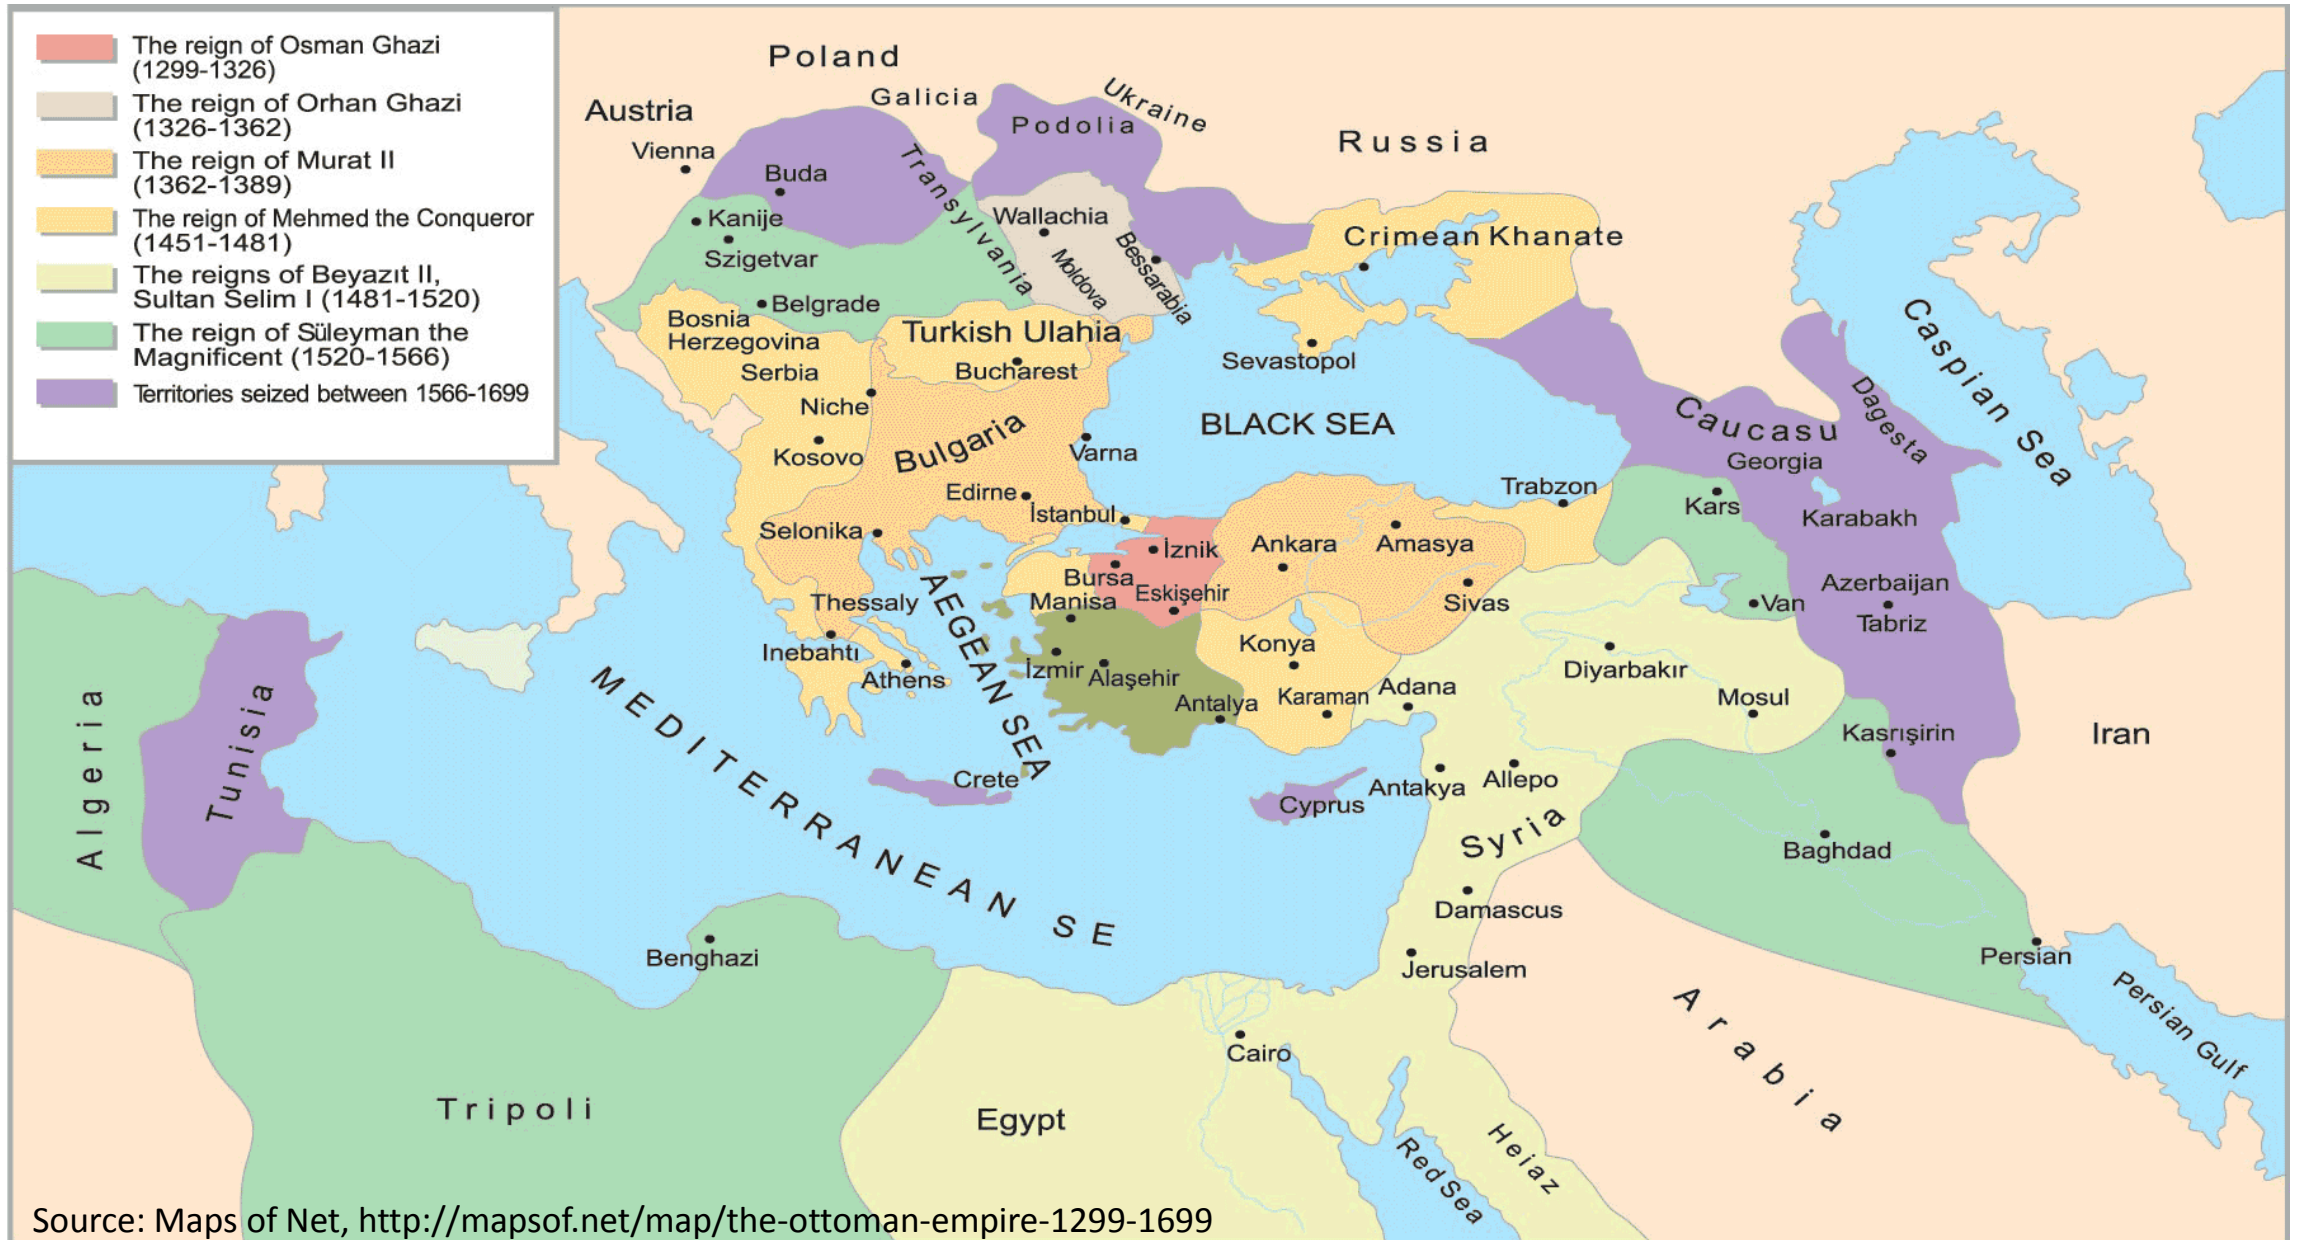 The reign of Osman Ghazi
(1299-1326)
The reign of Orhan Ghazi
(1326-1362)
The reign of Murat II
(1362-1389)
The reign of Mehmed the Conqueror
(1451-1481)
The reigns of Beyazıt II,
Sultan Selim I (1481-1520)
The reign of Süleyman the
Magnificent (1520-1566)
Territories seized between 1566-1699
Poland
Galicia
Ukraine
Austria
Podolia
Russia
Vienna
Buda
Transylvania
Kanije
Wallachia
Szigetvar
Moldova
Bessarabia
Crimean Khanate
Belgrade
Bosnia
Herzegovina
Turkish Ulahia
Serbia
Bucharest
Sevastopol
Caspian Sea
Niche
Bulgaria
BLACK SEA
Caucasu
Dagesta
Kosovo
Varna
Georgia
Edirne
İstanbul
Trabzon
Kars
Karabakh
Selonika
İznik
Ankara
Amasya
Bursa
Eskişehir
Azerbaijan
Thessaly
Manisa
Sivas
Van
Tabriz
AEGEAN SEA
Inebahtı
Athens
İzmir
Alaşehir
Konya
Diyarbakır
Antalya
Karaman
Adana
Mosul
Algeria
Tunisia
MEDITERRANEAN SE
Kasrışirin
Iran
Crete
Cyprus
Antakya
Allepo
Syria
Baghdad
Damascus
Benghazi
Jerusalem
Persian
Persian Gulf
Arabia
Cairo
Tripoli
Egypt
Red Sea
Heiaz
Source: Maps of Net, http://mapsof.net/map/the-ottoman-empire-1299-1699